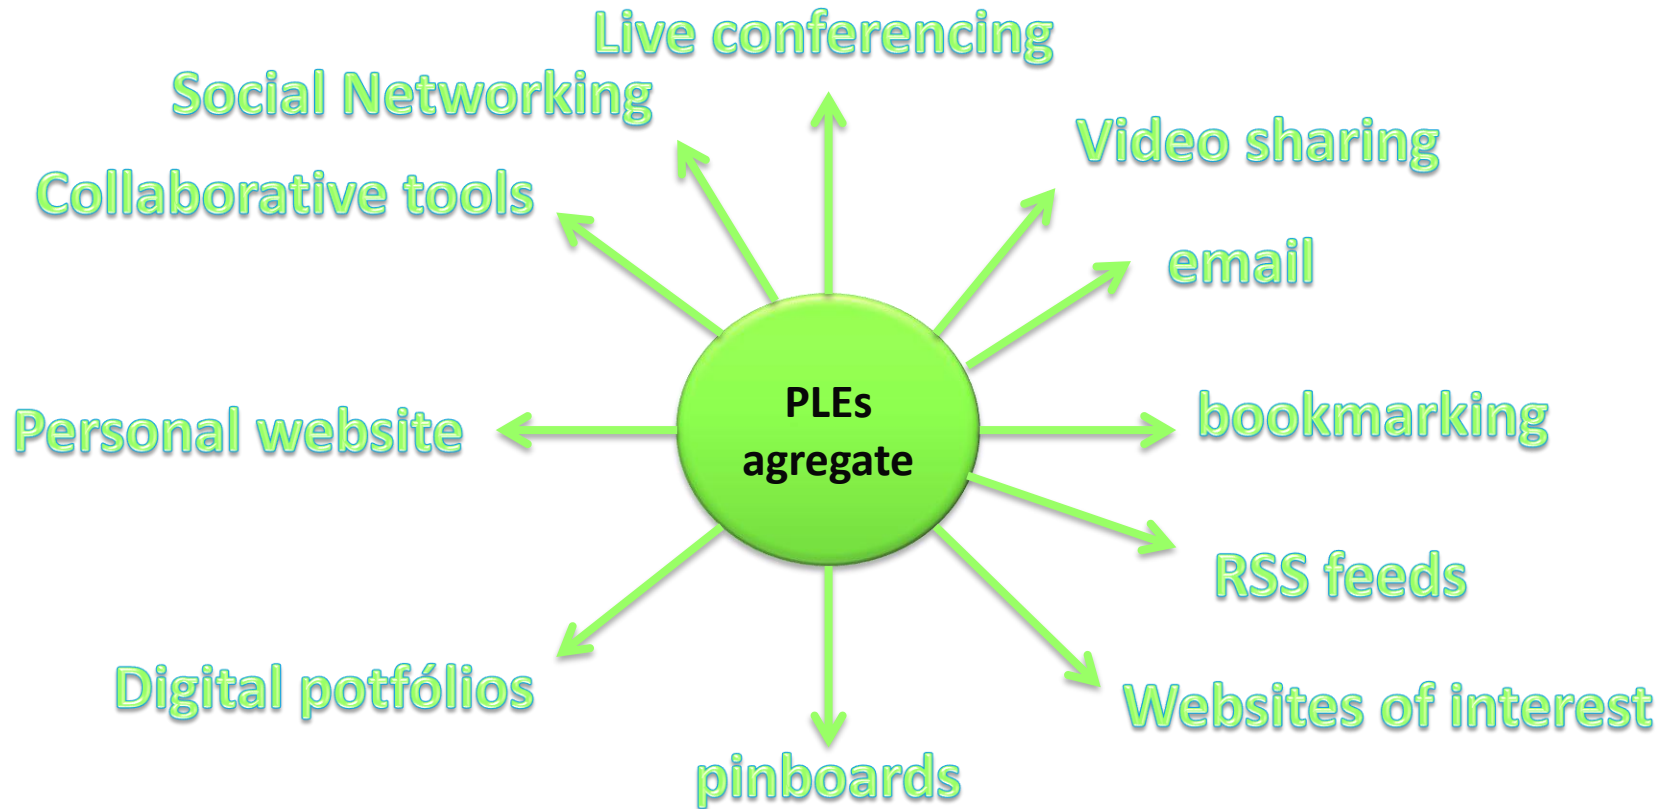 Live conferencing
Social Networking
Video sharing
Collaborative tools
email
PLEs
agregate
Personal website
bookmarking
RSS feeds
Digital potfólios
Websites of interest
pinboards